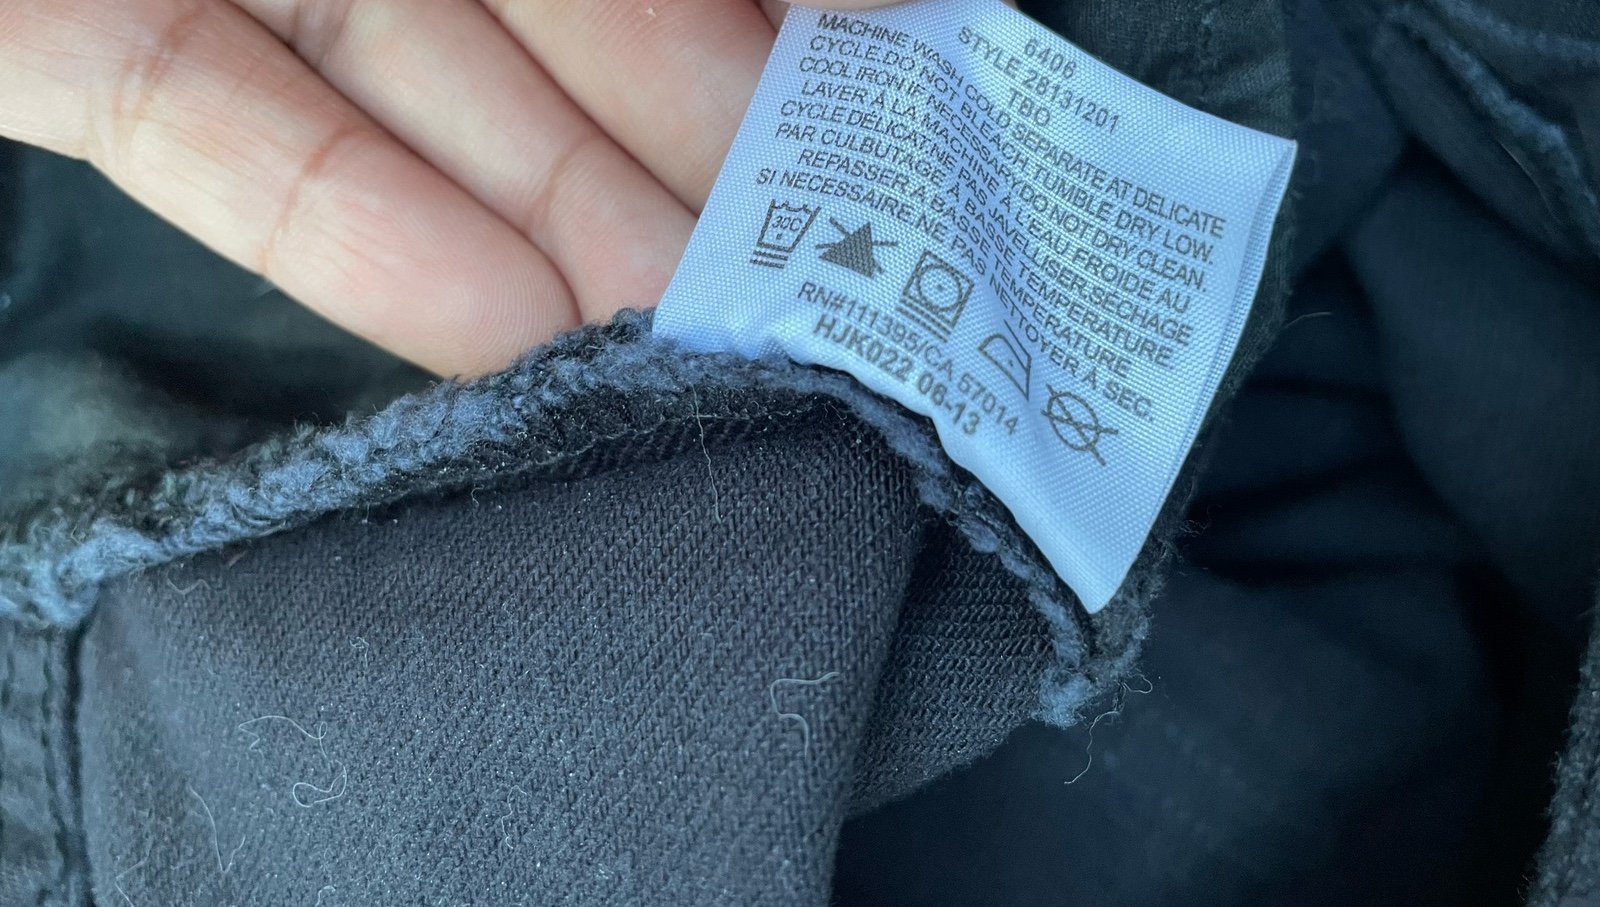 6406
STYLE 28131201
TBO
MACHINE WASH COLD SEPARATE AT DELICATE
CYCLE.DO NOT BLEACH.TUMBLE DRY LOW.
COOL IRON IF NECESSARY.DO NOT DRY CLEAN.
LAVER À LA MACHINE À L'EAU FROIDE AU
CYCLE DÉLICAT.NE PAS JAVELLISER.SÉCHAGE
PAR CULBUTAGE À BASSE TEMPÉRATURE
REPASSER À BASSE TEMPÉRATURE
SI NÉCESSAIRE.NE PAS NETTOYER À SEC.
30C
RN#111395/CA 57014
HJK022 06-13